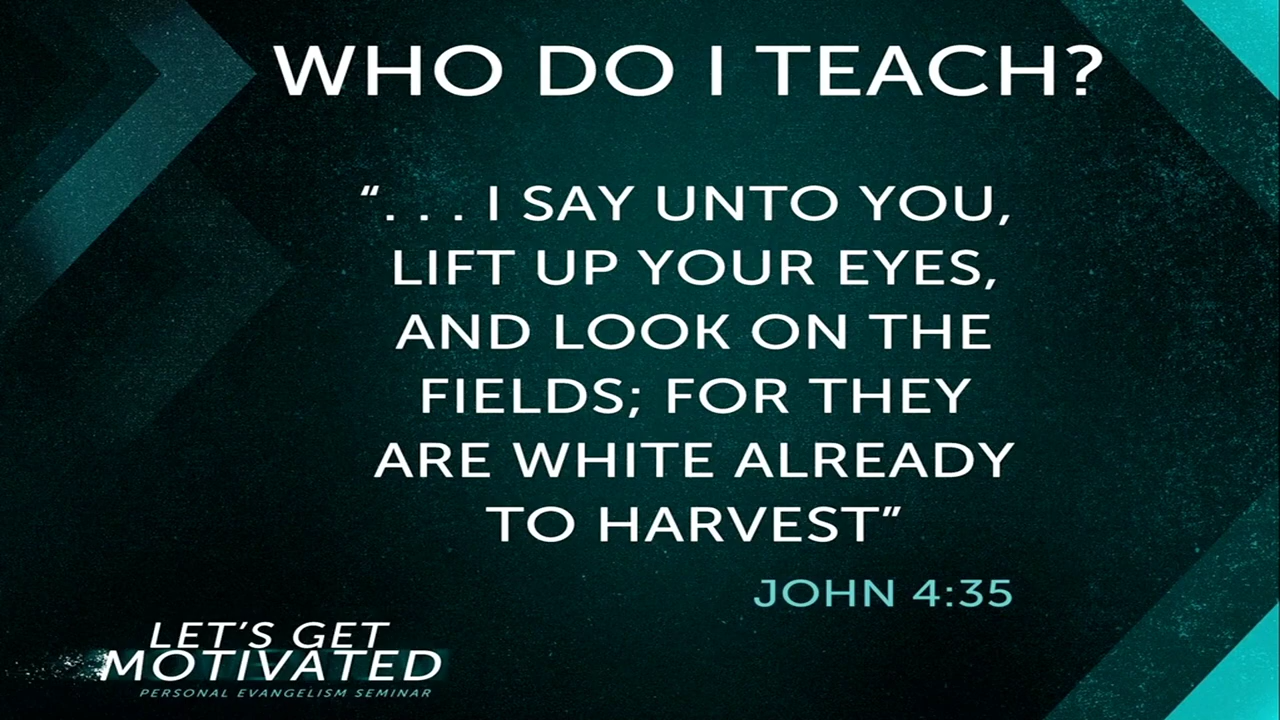 WHO DO I TEACH?
“. . . I SAY UNTO YOU,
LIFT UP YOUR EYES,
AND LOOK ON THE
FIELDS; FOR THEY
ARE WHITE ALREADY
TO HARVEST”
JOHN 4:35
LET’S GET
MOTIVATED
PERSONAL EVANGELISM SEMINAR